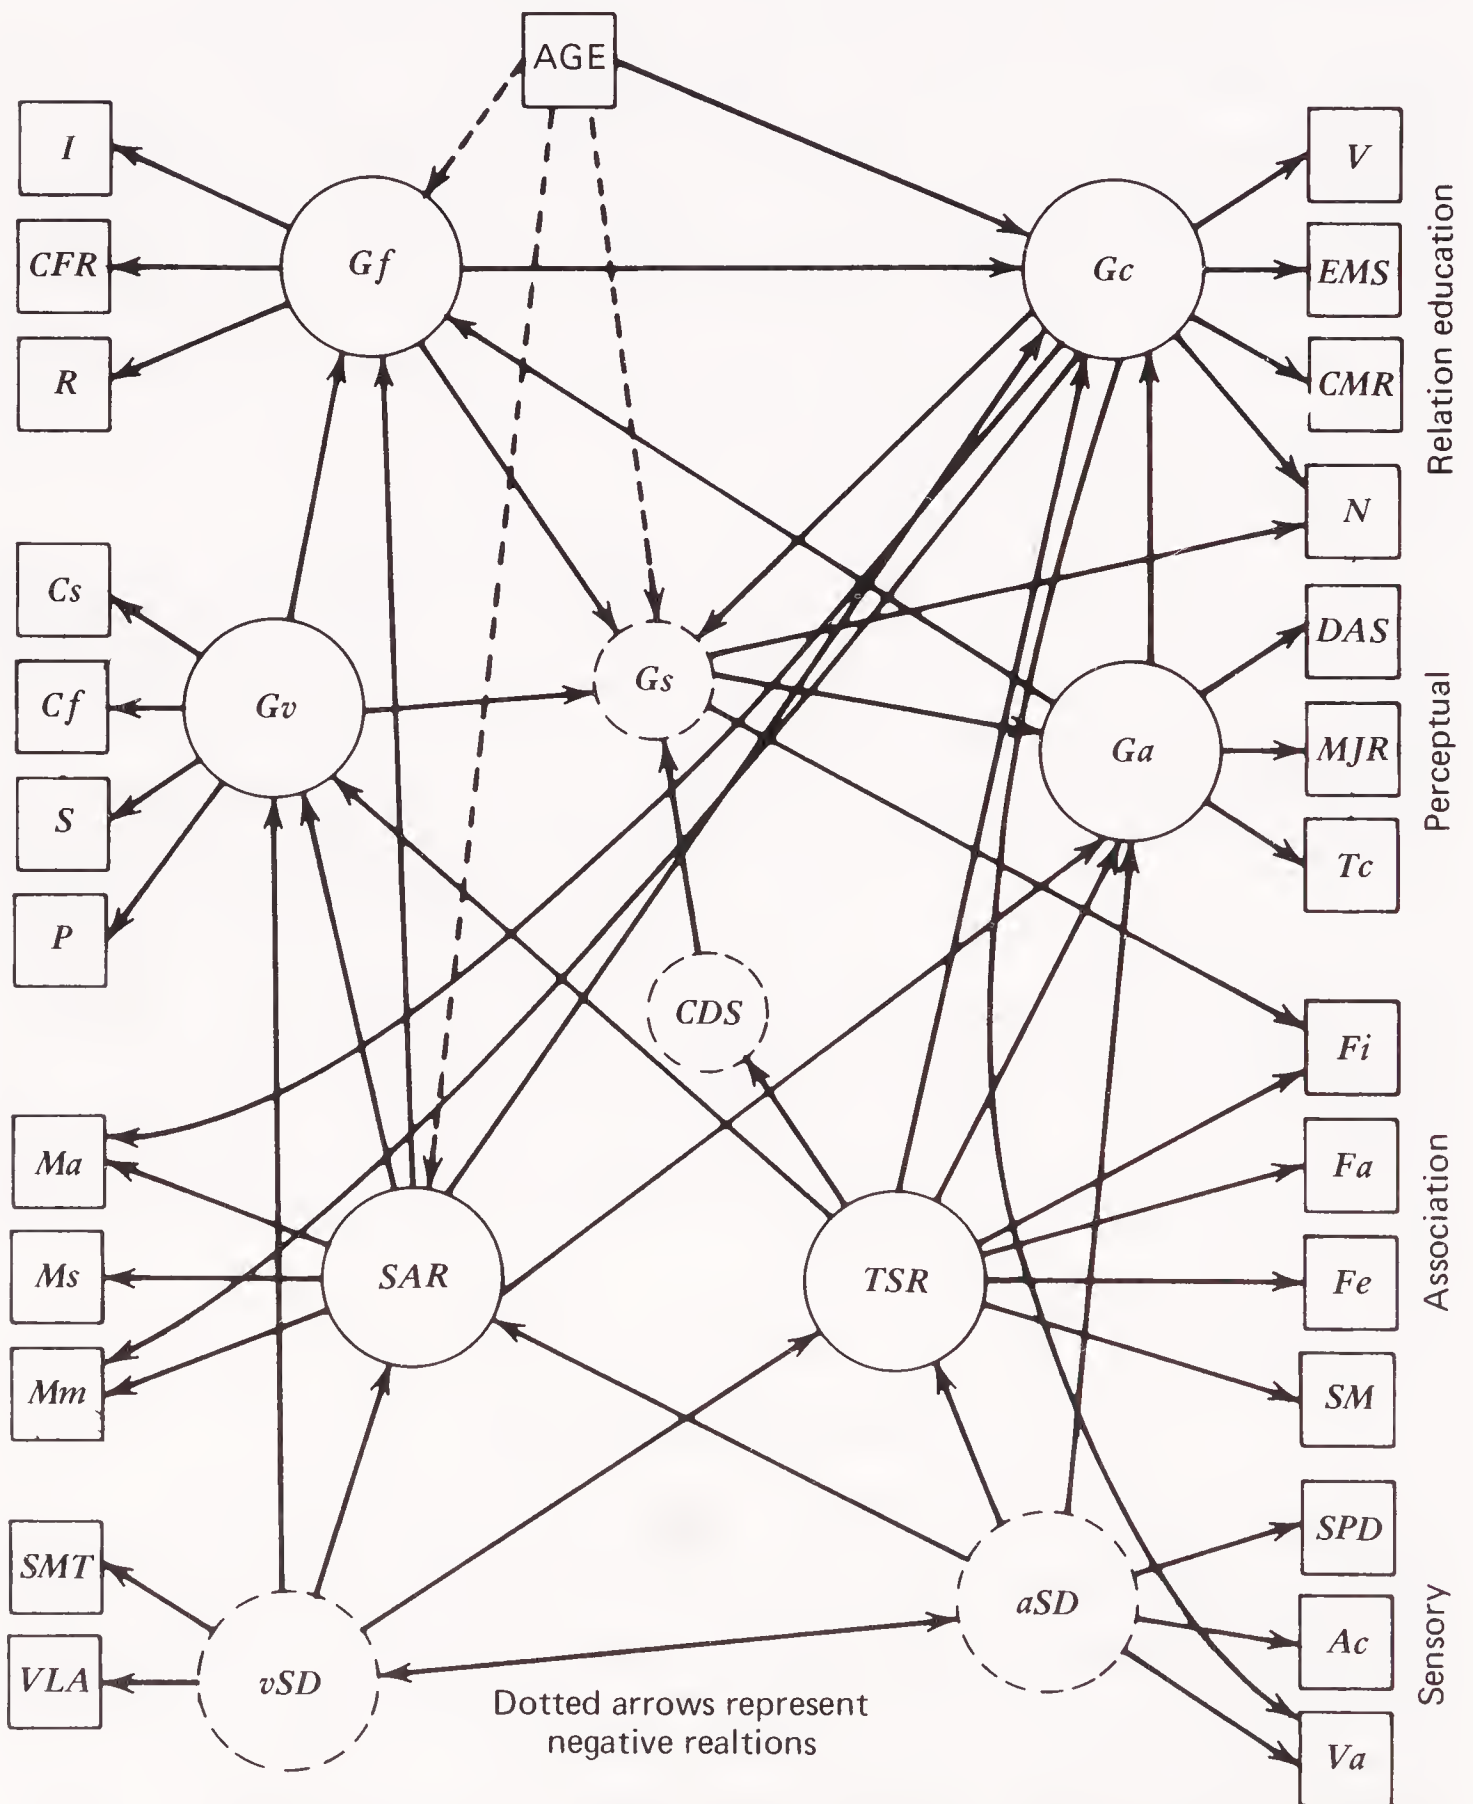 AGE
I
CFR
R
Gf
Gc
V
EMS
CMR
N
Relation education
Cs
Cf
S
P
Gv
Gs
Ga
DAS
MJR
Tc
Perceptual
CDS
Ma
Ms
Mm
SAR
TSR
Fi
Fa
Fe
SM
Association
SMT
VLA
vSD
aSD
SPD
Ac
Va
Sensory
Dotted arrows represent
negative realtions